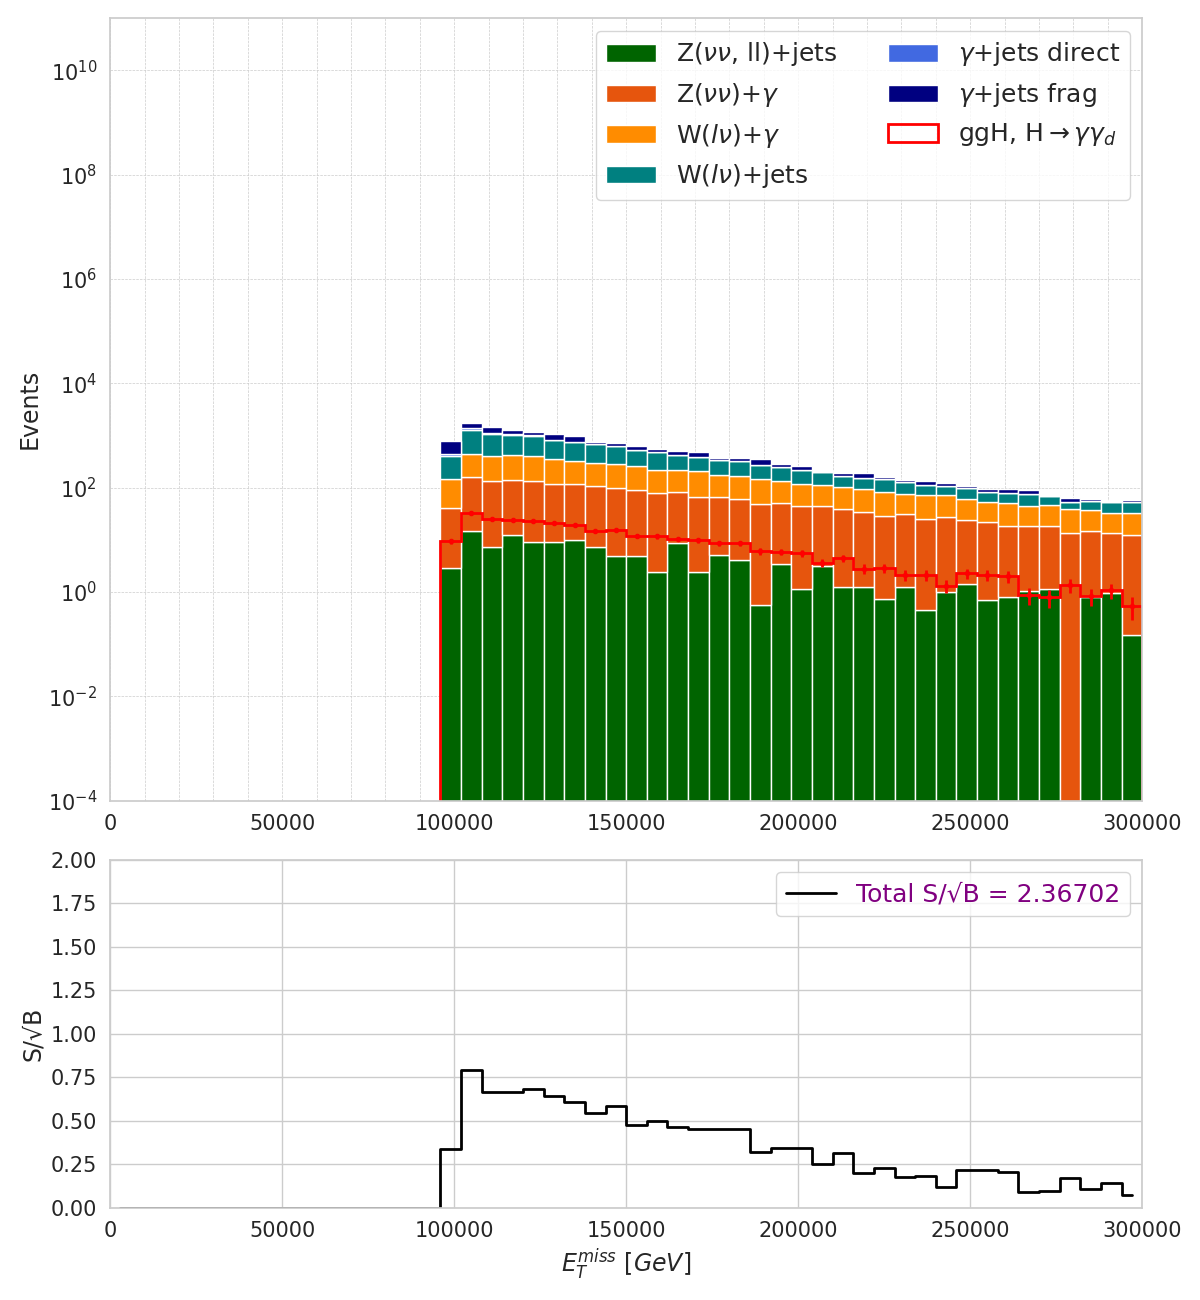 Z(νν, ll)+jets
Z(νν)+γ
W(lν)+γ
W(lν)+jets
γ+jets direct
γ+jets frag
ggH, H→γγ_d
Events
10^10
10^8
10^6
10^4
10^2
10^0
10^−2
10^−4
0 50000 100000 150000 200000 250000 300000
Total S/√B = 2.36702
S/√B
2.00
1.75
1.50
1.25
1.00
0.75
0.50
0.25
0.00
0 50000 100000 150000 200000 250000 300000
E_T^miss [GeV]